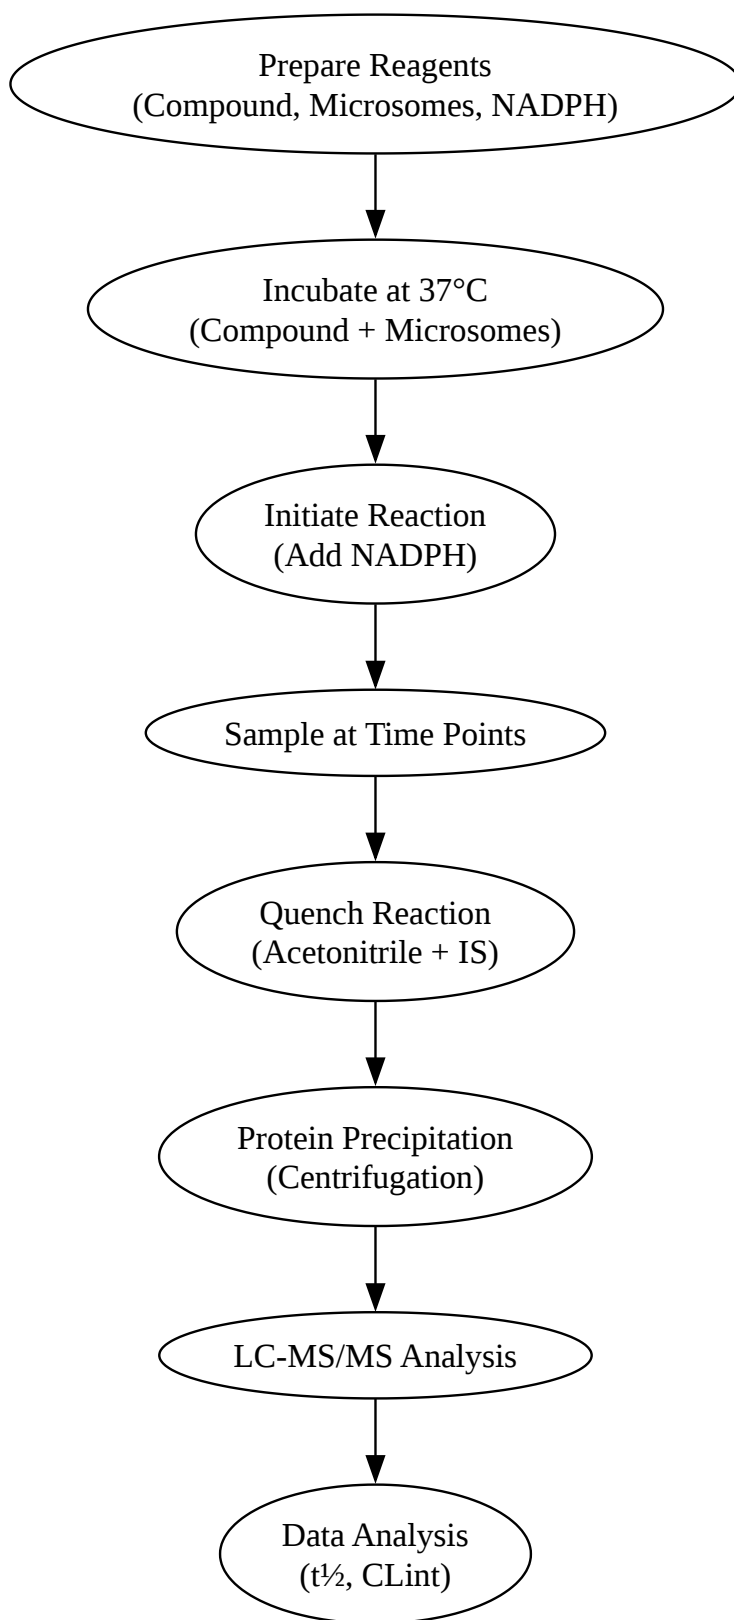 Prepare Reagents
(Compound, Microsomes, NADPH)
Incubate at 37°C
(Compound + Microsomes)
Initiate Reaction
(Add NADPH)
Sample at Time Points
Quench Reaction
(Acetonitrile + IS)
Protein Precipitation
(Centrifugation)
LC-MS/MS Analysis
Data Analysis
(t½, CLint)